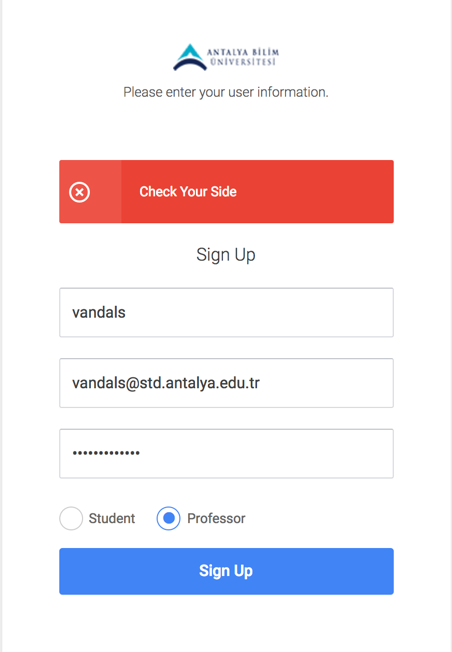 ANTALYA BİLİM
ÜNİVERSİTESİ
Please enter your user information.
Check Your Side
Sign Up
vandals
vandals@std.antalya.edu.tr
•••••••••••••
Student Professor
Sign Up